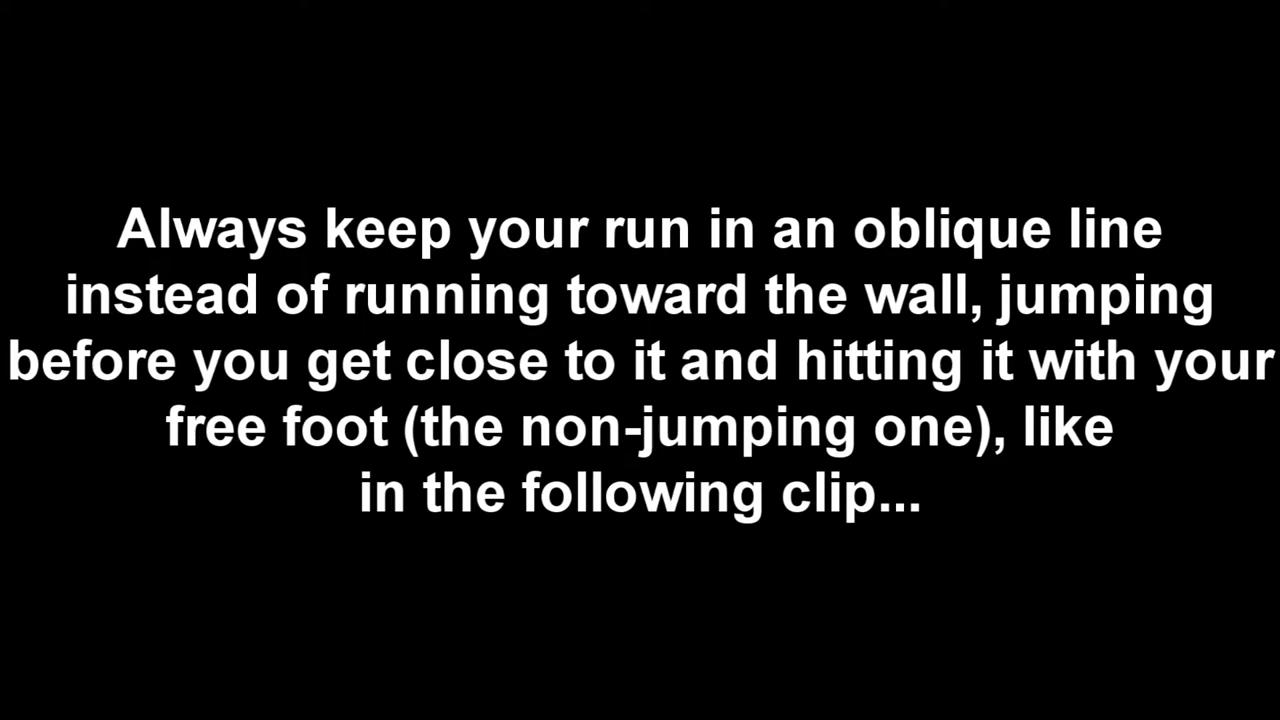 Always keep your run in an oblique line
instead of running toward the wall, jumping
before you get close to it and hitting it with your
free foot (the non-jumping one), like
in the following clip...